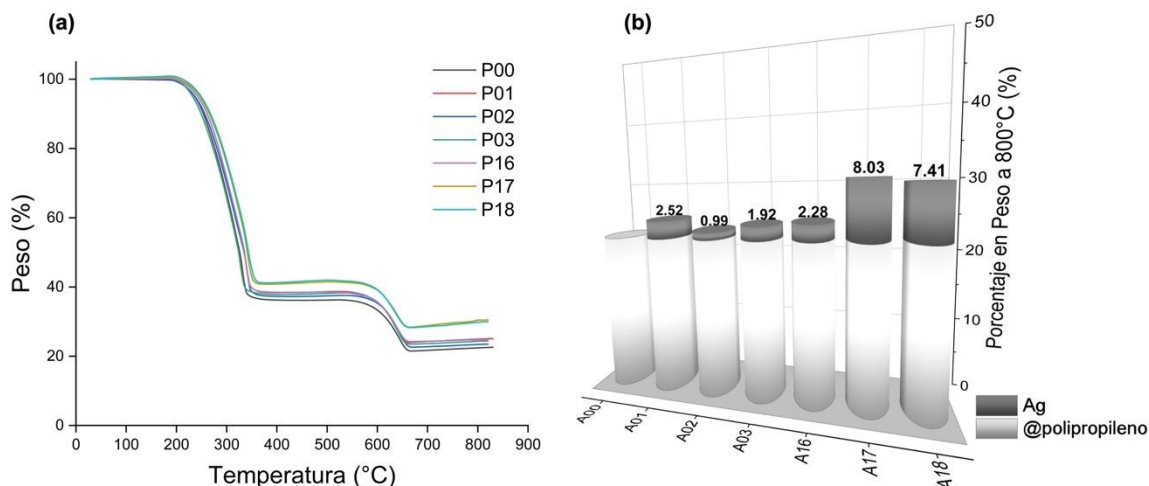 (a)
100
80
60
40
20
0
Peso (%)
0 100 200 300 400 500 600 700 800 900
Temperatura (°C)
P00
P01
P02
P03
P16
P17
P18
(b)
50
40
30
20
10
0
Porcentaje en Peso a 800°C (%)
2.52
0.99
1.92
2.28
8.03
7.41
A00
A01
A02
A03
A16
A17
A18
Ag
@polipropileno